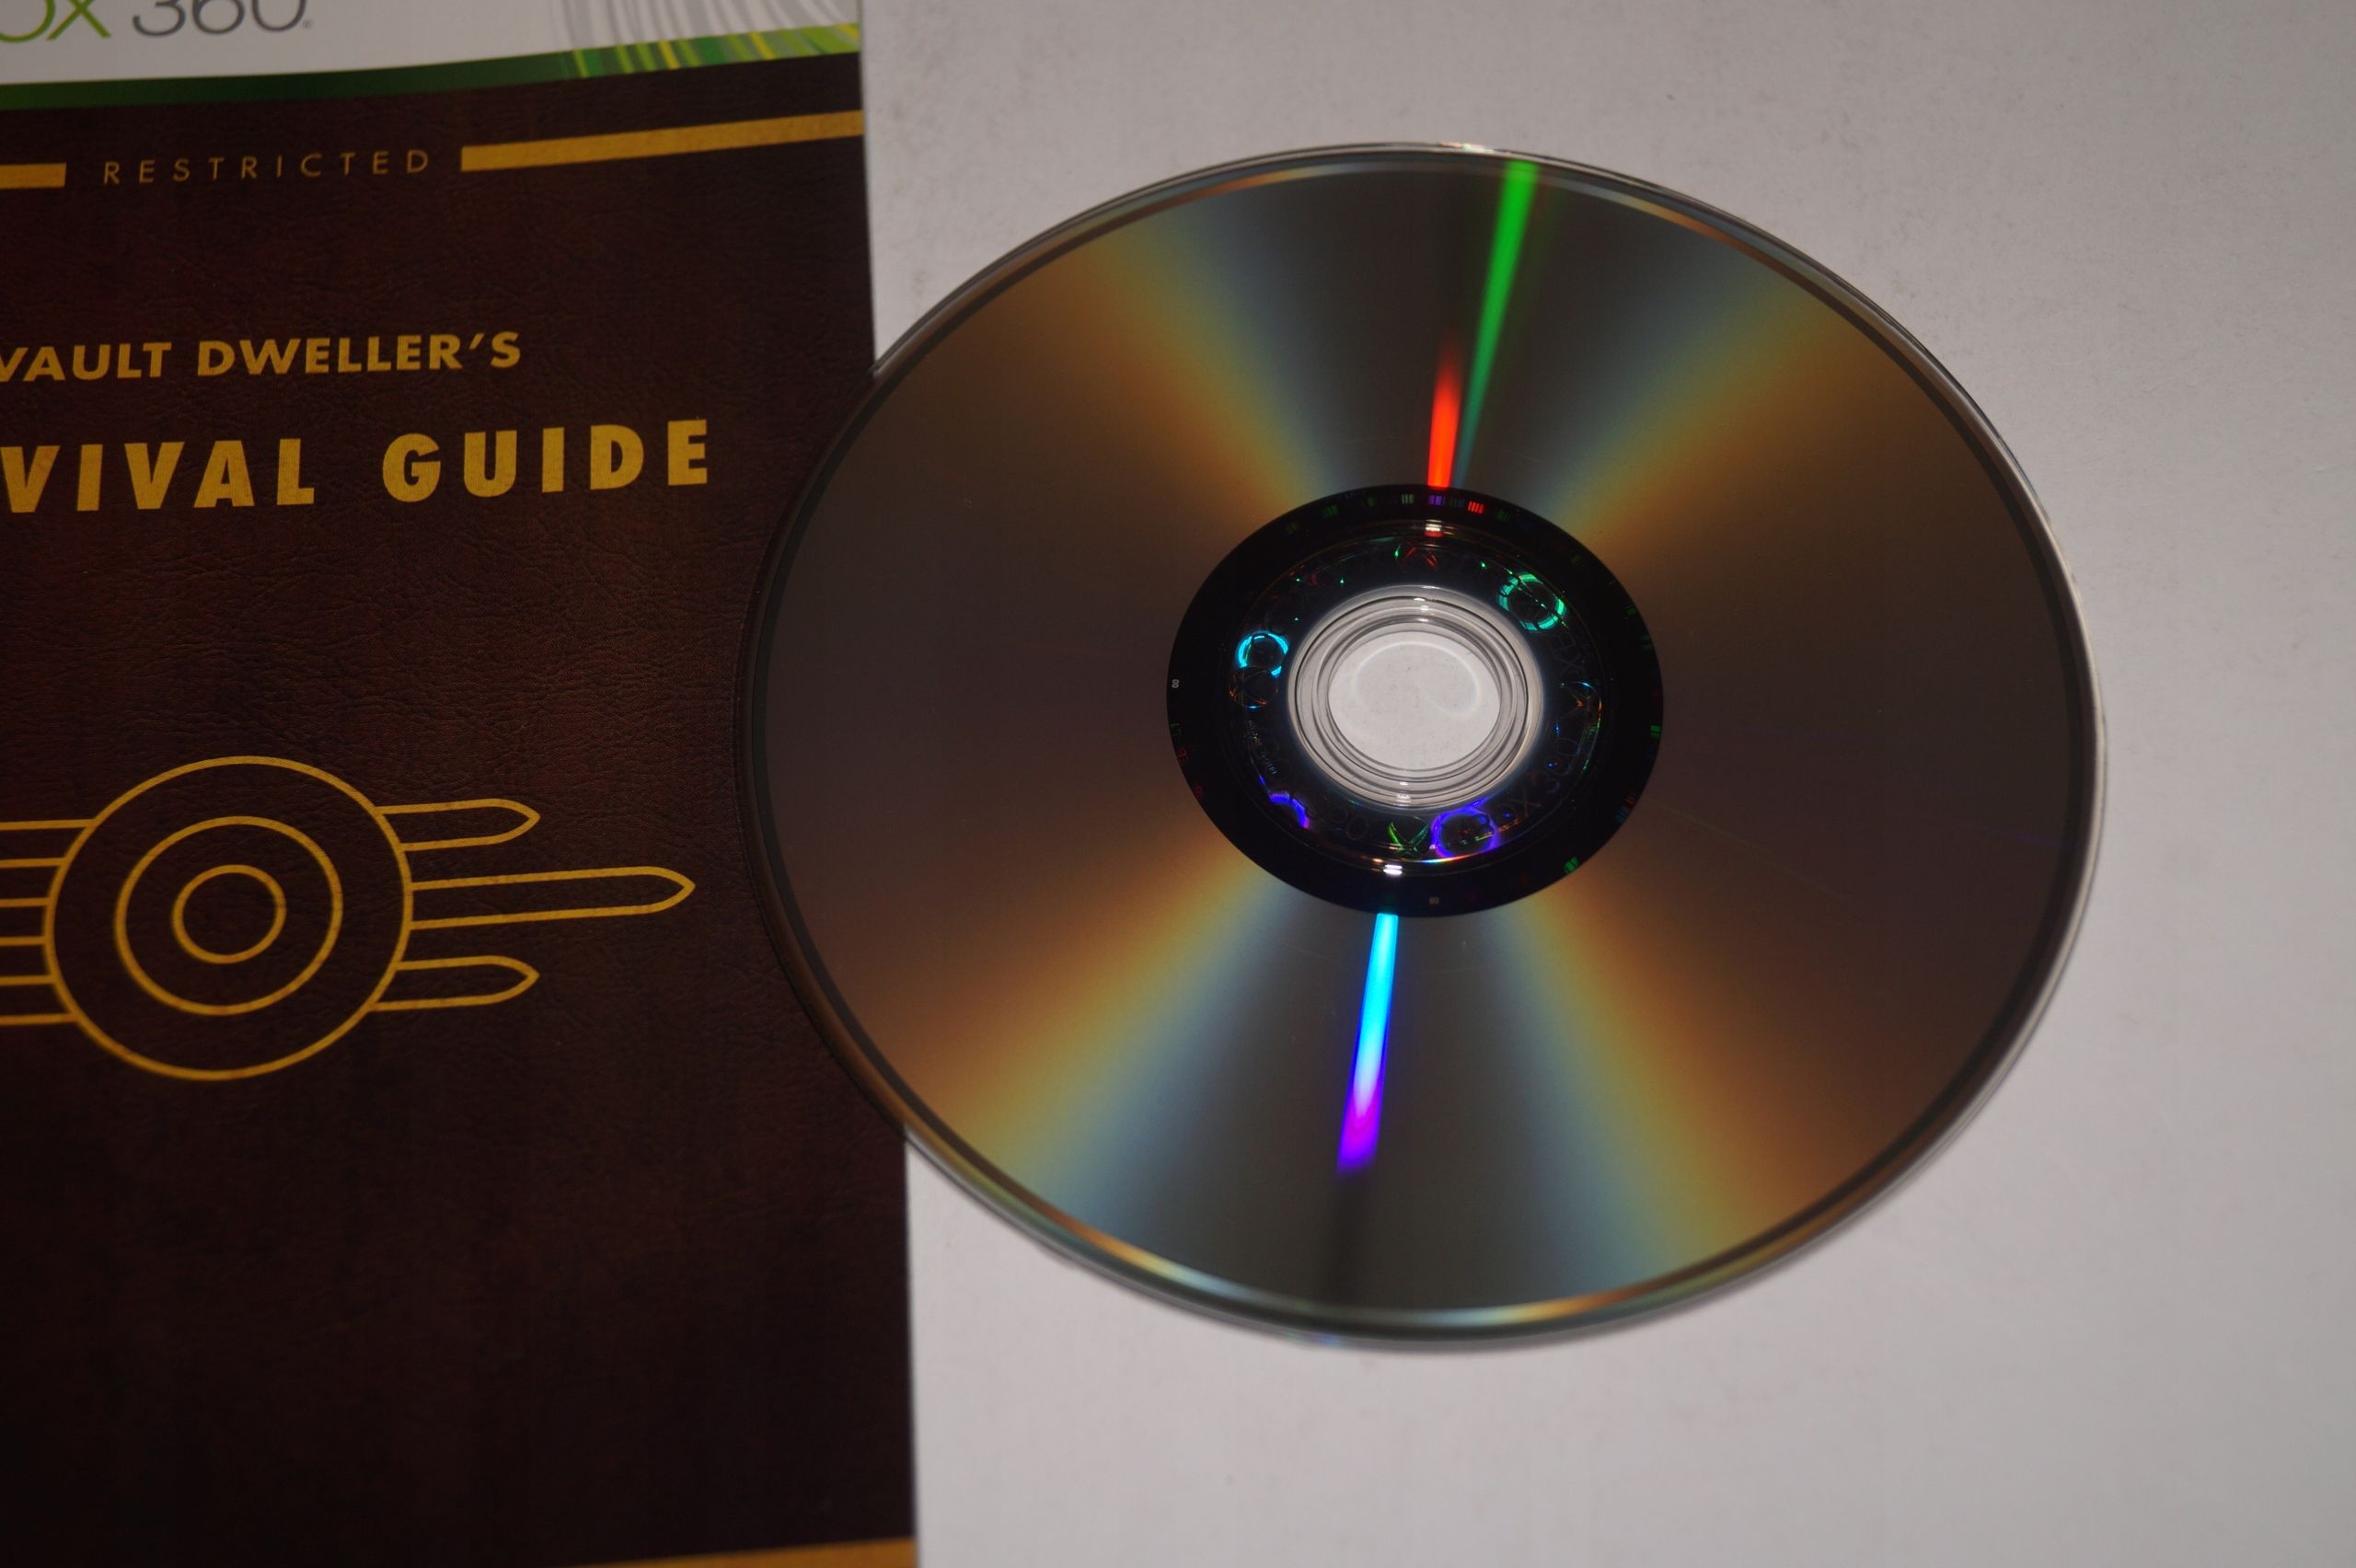 ox 360
RESTRICTED
VAULT DWELLER'S
VIVAL GUIDE